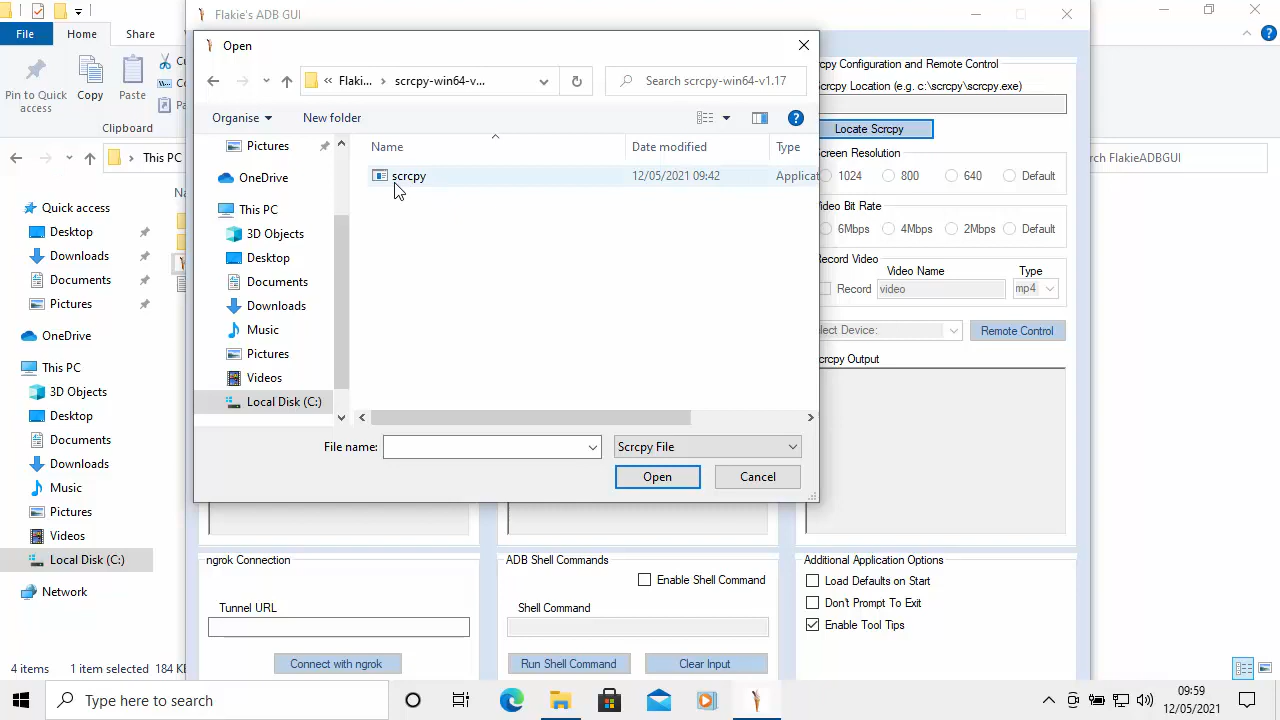 File
Home
Share
Pin to Quick access
Copy
Paste
Clipboard
This PC
Quick access
Desktop
Downloads
Documents
Pictures
OneDrive
This PC
3D Objects
Desktop
Documents
Downloads
Music
Pictures
Videos
Local Disk (C:)
Network
4 items
1 item selected
184 K
Flakie's ADB GUI
Open
« Flaki... > scrcpy-win64-v...
Search scrcpy-win64-v1.17
Organise
New folder
Pictures
OneDrive
This PC
3D Objects
Desktop
Documents
Downloads
Music
Pictures
Videos
Local Disk (C:)
Name
Date modified
Type
scrcpy
12/05/2021 09:42
Applicat
File name:
Scrcpy File
Open
Cancel
cpy Configuration and Remote Control
Scrcpy Location (e.g. c:\scrcpy\scrcpy.exe)
Locate Scrcpy
Screen Resolution
1024
800
640
Default
Video Bit Rate
6Mbps
4Mbps
2Mbps
Default
Record Video
Video Name
Type
Record
video
mp4
lect Device:
Remote Control
crcpy Output
rch FlakieADBGUI
ngrok Connection
Tunnel URL
Connect with ngrok
ADB Shell Commands
Enable Shell Command
Shell Command
Run Shell Command
Clear Input
Additional Application Options
Load Defaults on Start
Don't Prompt To Exit
Enable Tool Tips
Type here to search
09:59
12/05/2021